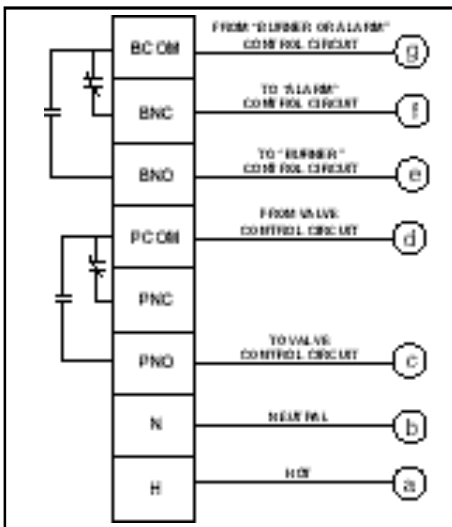 BCOM
FROM "BURNER OR ALARM"
CONTROL CIRCUIT
g
BNC
TO "ALARM"
CONTROL CIRCUIT
f
BNO
TO "BURNER"
CONTROL CIRCUIT
e
PCOM
FROM VALVE
CONTROL CIRCUIT
d
PNC
PNO
TO VALVE
CONTROL CIRCUIT
c
N
NEUTRAL
b
H
HOT
a